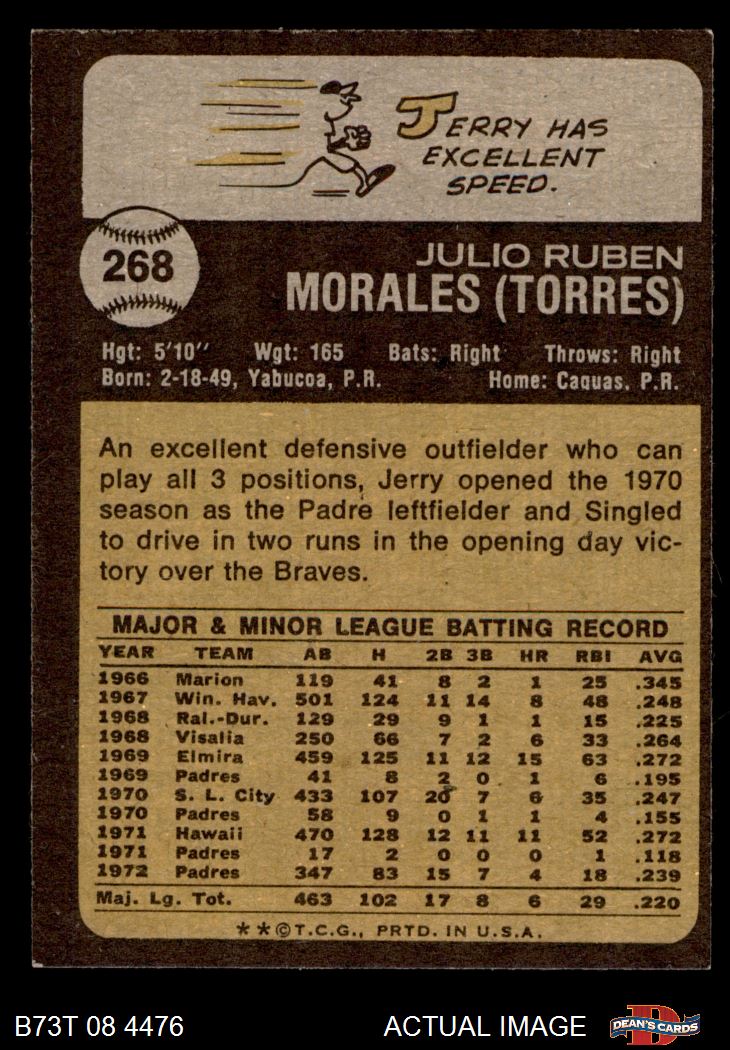 JERRY HAS
EXCELLENT
SPEED.
268
JULIO RUBEN
MORALES (TORRES)
Hgt: 5'10" Wgt: 165 Bats: Right Throws: Right
Born: 2-18-49, Yabucoa, P.R. Home: Caguas, P.R.
An excellent defensive outfielder who can
play all 3 positions, Jerry opened the 1970
season as the Padre leftfielder and Singled
to drive in two runs in the opening day vic-
tory over the Braves.
MAJOR & MINOR LEAGUE BATTING RECORD
YEAR TEAM AB H 2B 3B HR RBI AVG
1966 Marion 119 41 8 2 1 25 .345
1967 Win. Hav. 501 124 11 14 8 48 .248
1968 Ral.-Dur. 129 29 9 1 1 15 .225
1968 Visalia 250 66 7 2 6 33 .264
1969 Elmira 459 125 11 12 15 63 .272
1969 Padres 41 8 2 0 1 6 .195
1970 S. L. City 433 107 20 7 6 35 .247
1970 Padres 58 9 0 1 1 4 .155
1971 Hawaii 470 128 12 11 11 52 .272
1971 Padres 17 2 0 0 0 1 .118
1972 Padres 347 83 15 7 4 18 .239
Maj. Lg. Tot. 463 102 17 8 6 29 .220
**©T.C.G., PRTD. IN U.S.A.
B73T 08 4476 ACTUAL IMAGE
D
DEAN'S CARDS